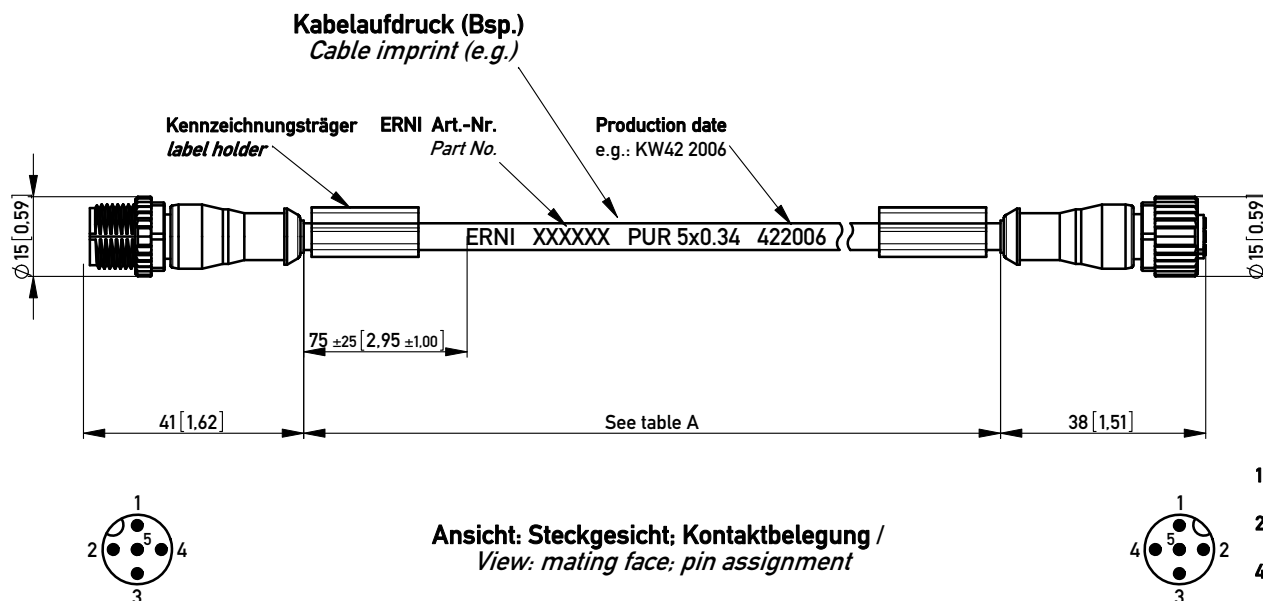 Kabelaufdruck (Bsp.)
Cable imprint (e.g.)
Kennzeichnungsträger
label holder
ERNI Art.-Nr.
Part No.
Production date
e.g.: KW42 2006
∅ 15 [0,59]
ERNI XXXXXX PUR 5x0.34 422006
∅ 15 [0,59]
75 ±25 [2,95 ±1,00]
41 [1,62]
See table A
38 [1,51]
1
2
5
4
3
Ansicht: Steckgesicht; Kontaktbelegung /
View: mating face; pin assignment
1
4
5
2
3
1
2
4